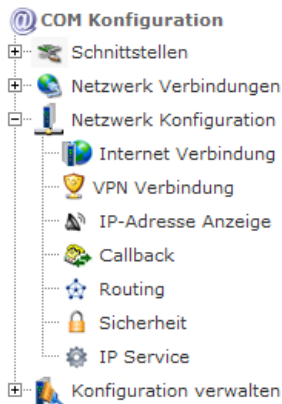 COM Konfiguration
Schnittstellen
Netzwerk Verbindungen
Netzwerk Konfiguration
Internet Verbindung
VPN Verbindung
IP-Adresse Anzeige
Callback
Routing
Sicherheit
IP Service
Konfiguration verwalten